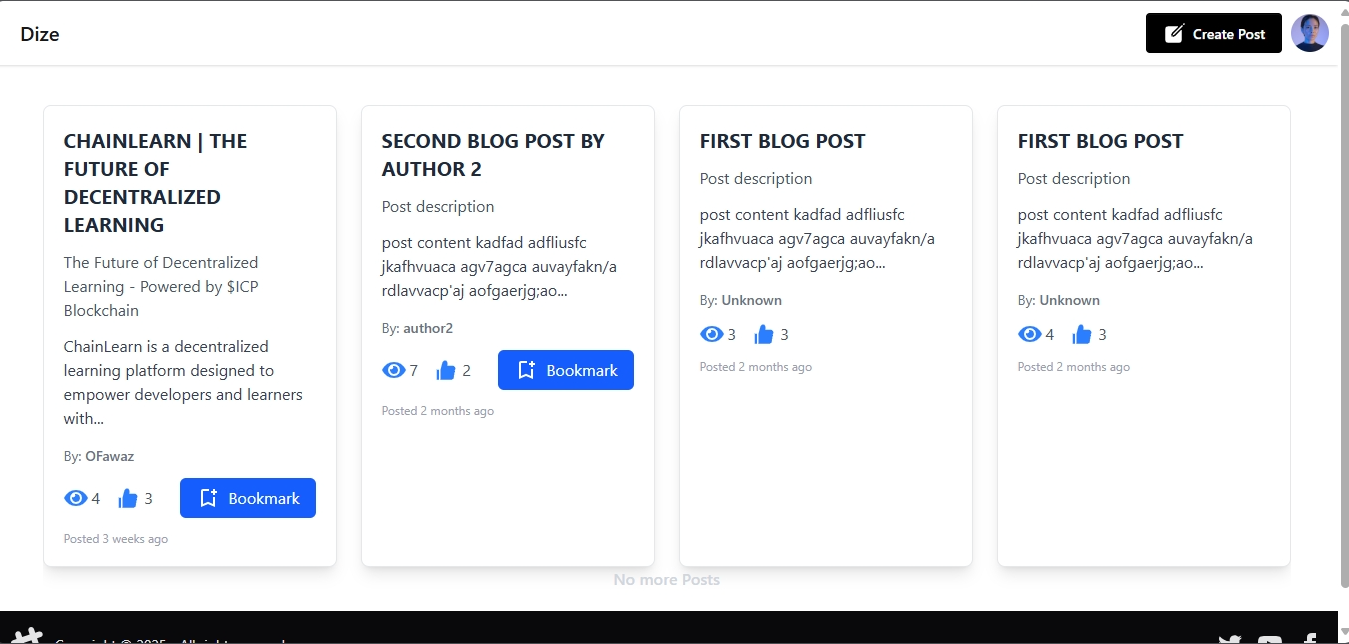 Dize
Create Post
CHAINLEARN | THE
FUTURE OF
DECENTRALIZED
LEARNING
The Future of Decentralized
Learning - Powered by $ICP
Blockchain
ChainLearn is a decentralized
learning platform designed to
empower developers and learners
with...
By: OFawaz
4 3 Bookmark
Posted 3 weeks ago
SECOND BLOG POST BY
AUTHOR 2
Post description
post content kadfad adfliusfc
jkafhvuaca agv7agca auvayfakn/a
rdlavvacp'aj aofgaerjg;ao...
By: author2
7 2 Bookmark
Posted 2 months ago
FIRST BLOG POST
Post description
post content kadfad adfliusfc
jkafhvuaca agv7agca auvayfakn/a
rdlavvacp'aj aofgaerjg;ao...
By: Unknown
3 3
Posted 2 months ago
FIRST BLOG POST
Post description
post content kadfad adfliusfc
jkafhvuaca agv7agca auvayfakn/a
rdlavvacp'aj aofgaerjg;ao...
By: Unknown
4 3
Posted 2 months ago
No more Posts
Copyright © 2025 - All right